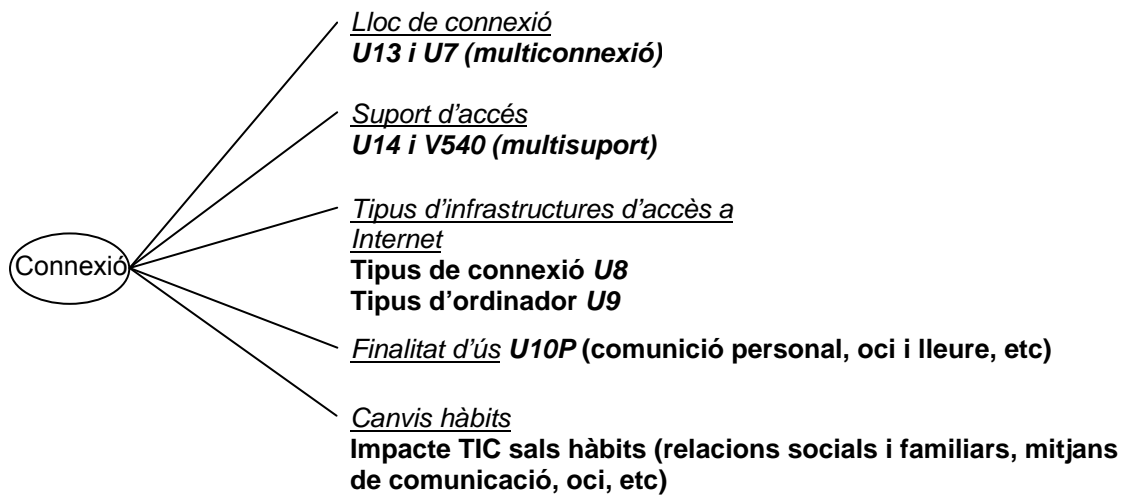 Lloc de connexió
U13 i U7 (multiconnexió)
Suport d'accés
U14 i V540 (multisuport)
Tipus d'infrastructures d'accès a
Internet
Connexió
Tipus de connexió U8
Tipus d'ordinador U9
Finalitat d'ús U10P (comunició personal, oci i lleure, etc)
Canvis hàbits
Impacte TIC sals hàbits (relacions socials i familiars, mitjans
de comunicació, oci, etc)